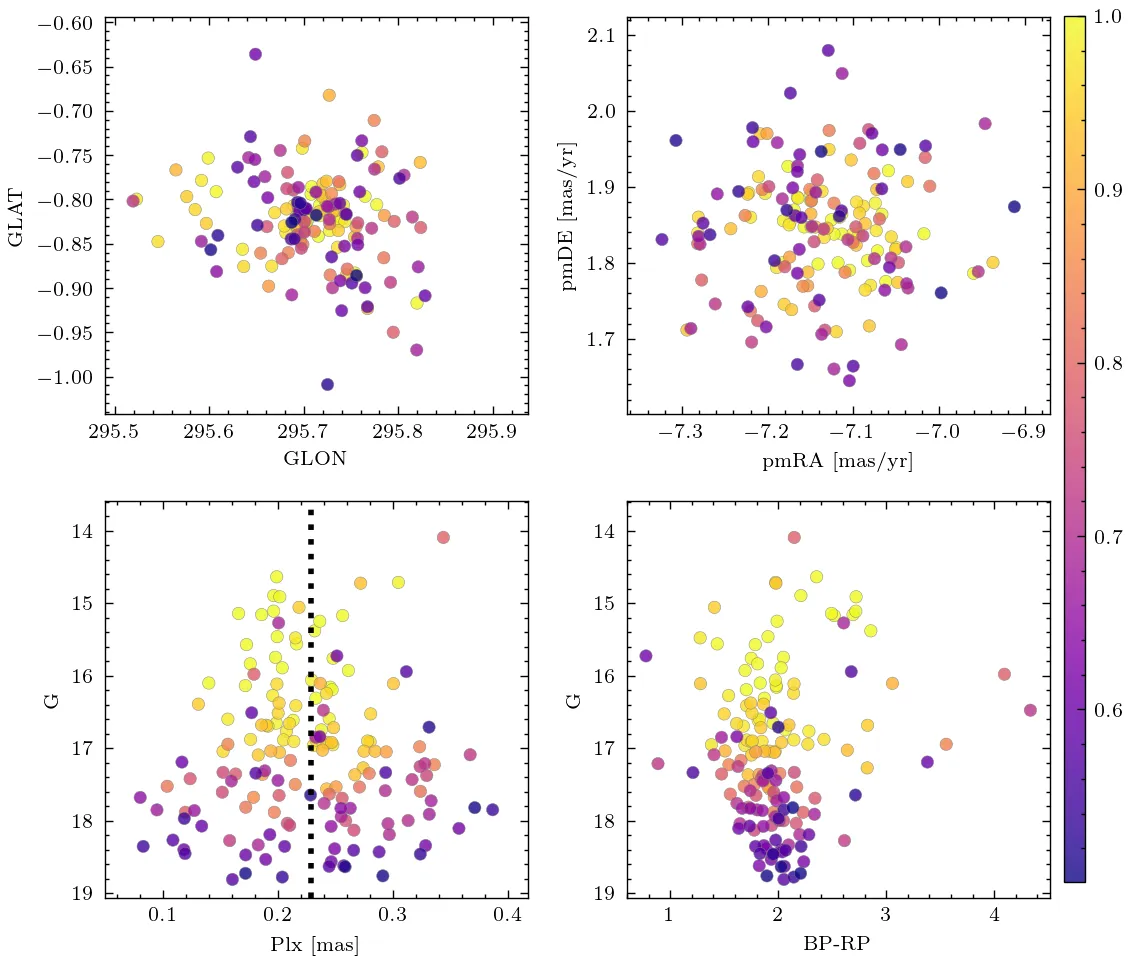 −0.60
−0.65
−0.70
−0.75
−0.80
−0.85
−0.90
−0.95
−1.00
GLAT
295.5 295.6 295.7 295.8 295.9
GLON
2.1
2.0
1.9
1.8
1.7
pmDE [mas/yr]
−7.3 −7.2 −7.1 −7.0 −6.9
pmRA [mas/yr]
1.0
0.9
0.8
0.7
0.6
14
15
16
17
18
19
G
0.1 0.2 0.3 0.4
Plx [mas]
14
15
16
17
18
19
G
1 2 3 4
BP-RP